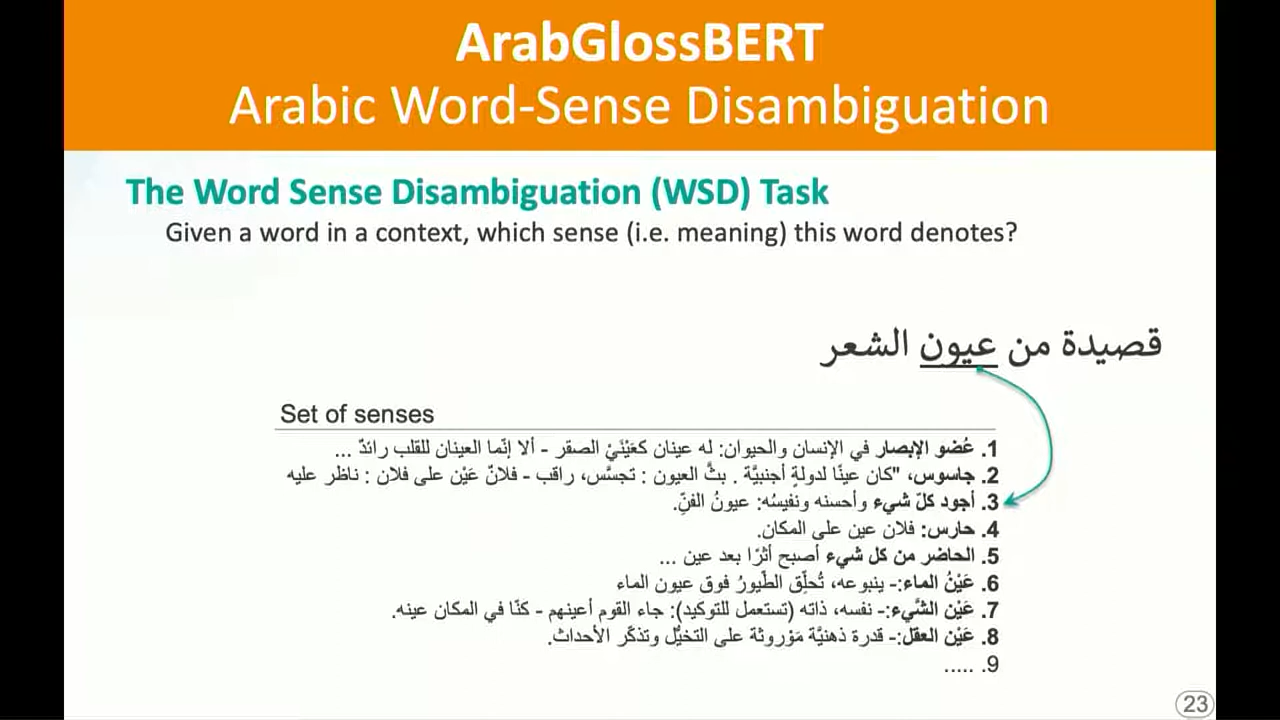 ArabGlossBERT
Arabic Word-Sense Disambiguation
The Word Sense Disambiguation (WSD) Task
Given a word in a context, which sense (i.e. meaning) this word denotes?
قصيدة من عيون الشعر
Set of senses
1. عُضو الإبصار في الإنسان والحيوان: له عينان كعَيْنَيْ الصقر - ألا إنّما العينان للقلب رائدٌ ...
2. جاسوس، "كان عينًا لدولةٍ أجنبيَّة . بثَّ العيون : تجسَّس، راقب - فلانٌ عَيْن على فلان : ناظر عليه
3. أجود كلّ شيء وأحسنه ونفيسُه: عيونُ الفنِّ.
4. حارس: فلان عين على المكان.
5. الحاضر من كل شيء أصبح أثرًا بعد عين ...
6. عَيْنُ الماء:- ينبوعه، تُحلِّق الطّيورُ فوق عيون الماء
7. عَيْن الشَّيء:- نفسه، ذاته (تستعمل للتوكيد): جاء القوم أعينهم - كنّا في المكان عينه.
8. عَيْن العقل:- قدرة ذهنيَّة مَوْروثة على التخيُّل وتذكّر الأحداث.
9. .....
23